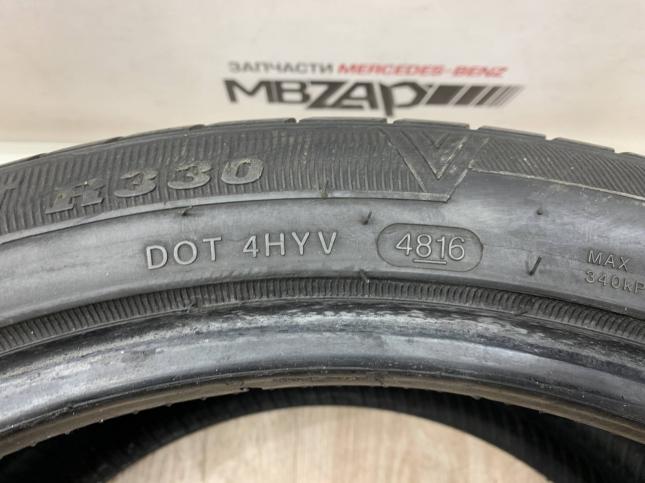 ЗАПЧАСТИ MERCEDES-BENZ
MBZAP
R330
DOT 4HYV 4816
MAX
340kP